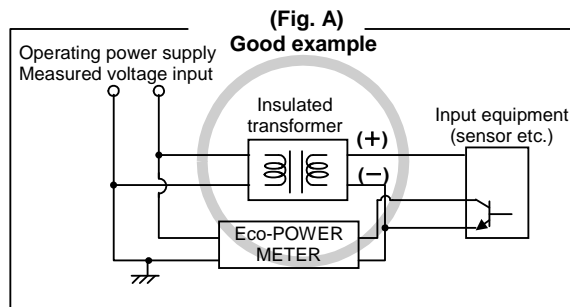 (Fig. A)
Good example
Operating power supply
Measured voltage input
Insulated
transformer
(+)
(−)
Input equipment
(sensor etc.)
Eco-POWER
METER